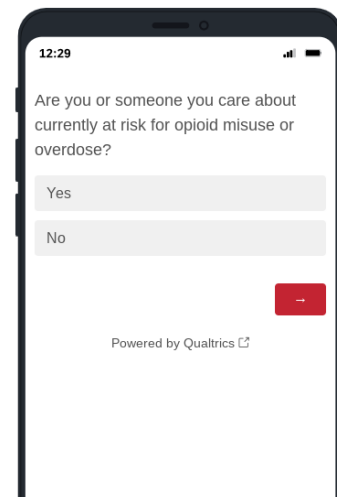 12:29
Are you or someone you care about
currently at risk for opioid misuse or
overdose?
Yes
No
→
Powered by Qualtrics